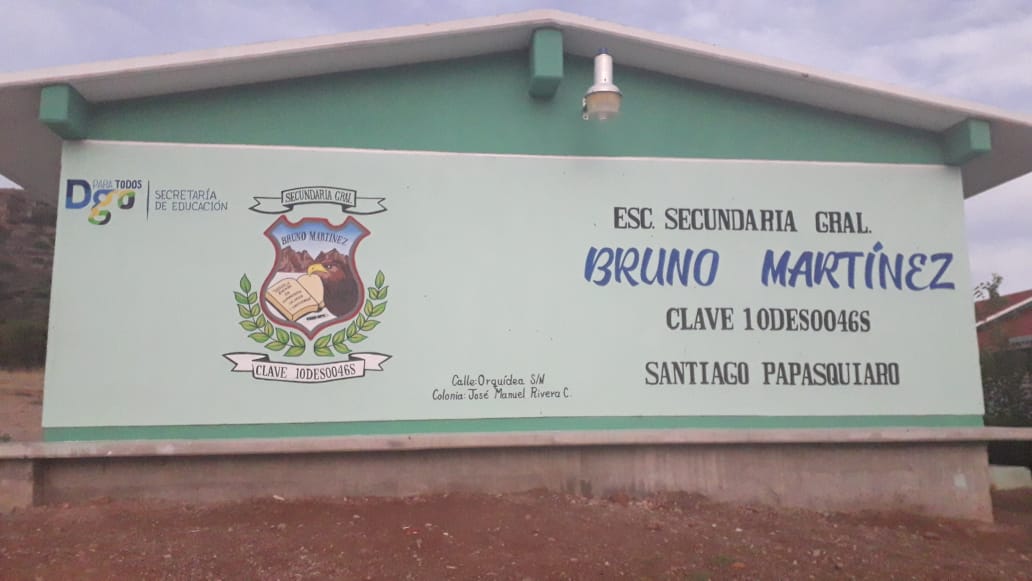 PARA TODOS
Dgo
SECRETARÍA
DE EDUCACIÓN
SECUNDARIA GRAL
BRUNO MARTINEZ
CLAVE 10DES0046S
Calle: Orquídea S/N
Colonia: José Manuel Rivera C.
ESC. SECUNDARIA GRAL.
BRUNO MARTÍNEZ
CLAVE 10DES0046S
SANTIAGO PAPASQUIARO